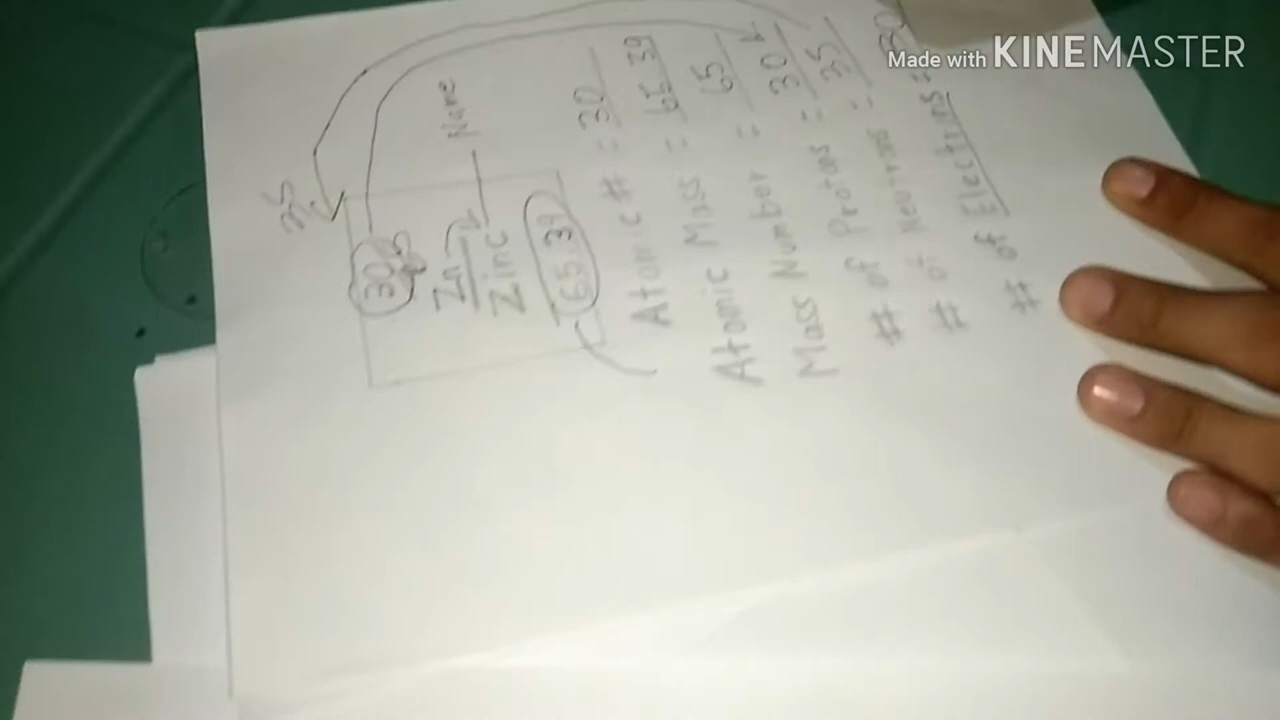 Made with KINEMASTER
35
30
Zn
Zinc Name
65.39
Atomic # = 30
Atomic Mass = 65.39
Mass Number = 65
# of Protons = 30
# of Neutrons = 35
# of Electrons = 30